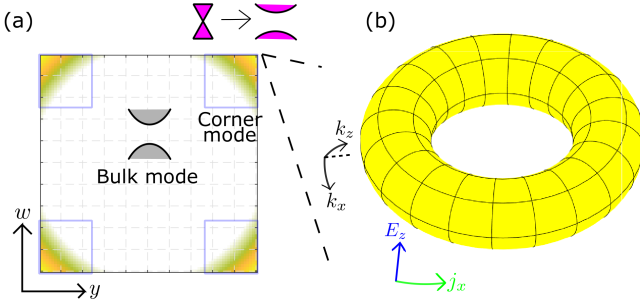 (a)
(b)
Corner
mode
Bulk mode
w
y
k_z
k_x
E_z
j_x